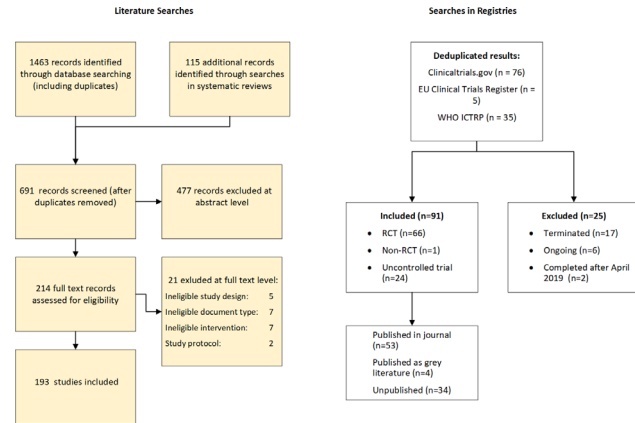 Literature Searches
1463 records identified
through database searching
(including duplicates)
115 additional records
identified through searches
in systematic reviews
691 records screened (after
duplicates removed)
477 records excluded at
abstract level
214 full text records
assessed for eligibility
21 exluded at full text level:
Ineligible study design: 5
Ineligible document type: 7
Ineligible intervention: 7
Study protocol: 2
193 studies included
Searches in Registries
Deduplicated results:
Clinicaltrials.gov (n = 76)
EU Clinical Trials Register (n =
5)
WHO ICTRP (n = 35)
Included (n=91)
• RCT (n=66)
• Non-RCT (n=1)
• Uncontrolled trial
(n=24)
Excluded (n=25)
• Terminated (n=17)
• Ongoing (n=6)
• Completed after April
2019 (n=2)
Published in journal
(n=53)
Published as grey
literature (n=4)
Unpublished (n=34)